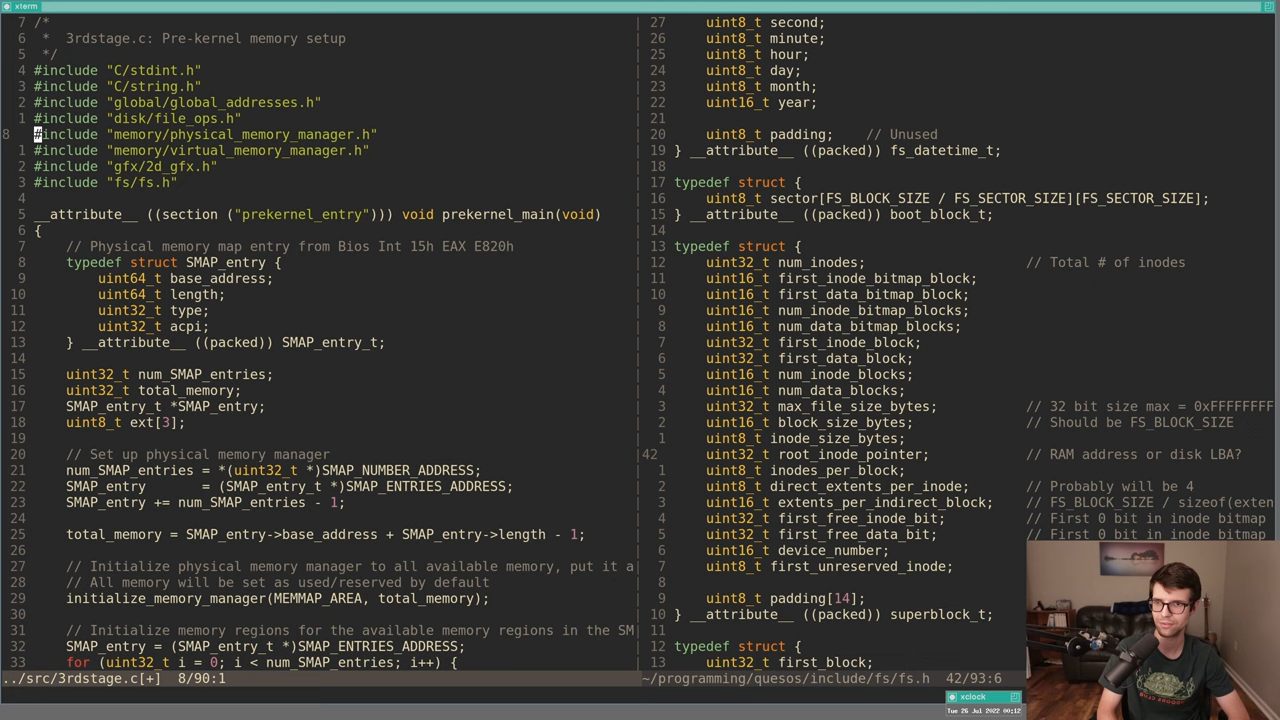 xterm
7 /*
6  *  3rdstage.c: Pre-kernel memory setup
5  */
4 #include "C/stdint.h"
3 #include "C/string.h"
2 #include "global/global_addresses.h"
1 #include "disk/file_ops.h"
8 #include "memory/physical_memory_manager.h"
1 #include "memory/virtual_memory_manager.h"
2 #include "gfx/2d_gfx.h"
3 #include "fs/fs.h"
4
5 __attribute__ ((section ("prekernel_entry"))) void prekernel_main(void)
6 {
7     // Physical memory map entry from Bios Int 15h EAX E820h
8     typedef struct SMAP_entry {
9         uint64_t base_address;
10         uint64_t length;
11         uint32_t type;
12         uint32_t acpi;
13     } __attribute__ ((packed)) SMAP_entry_t;
14
15     uint32_t num_SMAP_entries;
16     uint32_t total_memory;
17     SMAP_entry_t *SMAP_entry;
18     uint8_t ext[3];
19
20     // Set up physical memory manager
21     num_SMAP_entries = *(uint32_t *)SMAP_NUMBER_ADDRESS;
22     SMAP_entry       = (SMAP_entry_t *)SMAP_ENTRIES_ADDRESS;
23     SMAP_entry += num_SMAP_entries - 1;
24
25     total_memory = SMAP_entry->base_address + SMAP_entry->length - 1;
26
27     // Initialize physical memory manager to all available memory, put it a
28     // All memory will be set as used/reserved by default
29     initialize_memory_manager(MEMMAP_AREA, total_memory);
30
31     // Initialize memory regions for the available memory regions in the SM
32     SMAP_entry = (SMAP_entry_t *)SMAP_ENTRIES_ADDRESS;
33     for (uint32_t i = 0; i < num_SMAP_entries; i++) {
../src/3rdstage.c[+]  8/90:1
27     uint8_t second;
26     uint8_t minute;
25     uint8_t hour;
24     uint8_t day;
23     uint8_t month;
22     uint16_t year;
21
20     uint8_t padding;    // Unused
19 } __attribute__ ((packed)) fs_datetime_t;
18
17 typedef struct {
16     uint8_t sector[FS_BLOCK_SIZE / FS_SECTOR_SIZE][FS_SECTOR_SIZE];
15 } __attribute__ ((packed)) boot_block_t;
14
13 typedef struct {
12     uint32_t num_inodes;                    // Total # of inodes
11     uint16_t first_inode_bitmap_block;
10     uint16_t first_data_bitmap_block;
9     uint16_t num_inode_bitmap_blocks;
8     uint16_t num_data_bitmap_blocks;
7     uint32_t first_inode_block;
6     uint32_t first_data_block;
5     uint16_t num_inode_blocks;
4     uint16_t num_data_blocks;
3     uint32_t max_file_size_bytes;           // 32 bit size max = 0xFFFFFFFF
2     uint16_t block_size_bytes;              // Should be FS_BLOCK_SIZE
1     uint8_t inode_size_bytes;
42     uint32_t root_inode_pointer;            // RAM address or disk LBA?
1     uint8_t inodes_per_block;
2     uint8_t direct_extents_per_inode;       // Probably will be 4
3     uint16_t extents_per_indirect_block;    // FS_BLOCK_SIZE / sizeof(exten
4     uint32_t first_free_inode_bit;          // First 0 bit in inode bitmap
5     uint32_t first_free_data_bit;           // First 0 bit in data bitmap
6     uint16_t device_number;
7     uint8_t first_unreserved_inode;
8
9     uint8_t padding[14];
10 } __attribute__ ((packed)) superblock_t;
11
12 typedef struct {
13     uint32_t first_block;
~/programming/quesos/include/fs/fs.h  42/93:6
xclock
Tue 26 Jul 2022 00:12